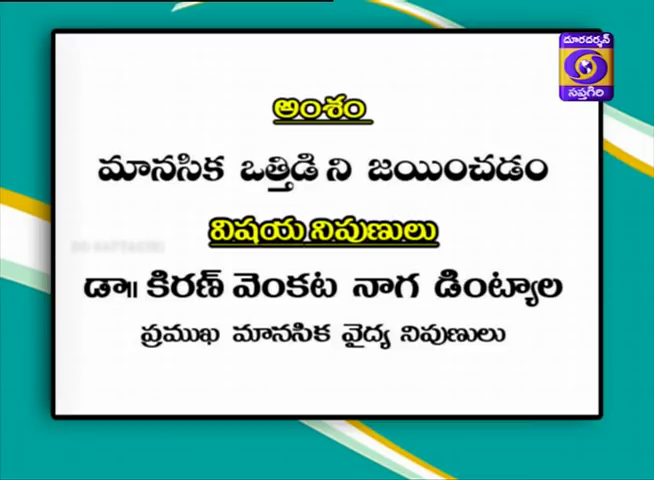 దూరదర్శన్
సప్తగిరి
అంశం
మానసిక ఒత్తిడి ని జయించడం
విషయ నిపుణులు
డా॥ కిరణ్ వెంకట నాగ డింట్యాల
ప్రముఖ మానసిక వైద్య నిపుణులు